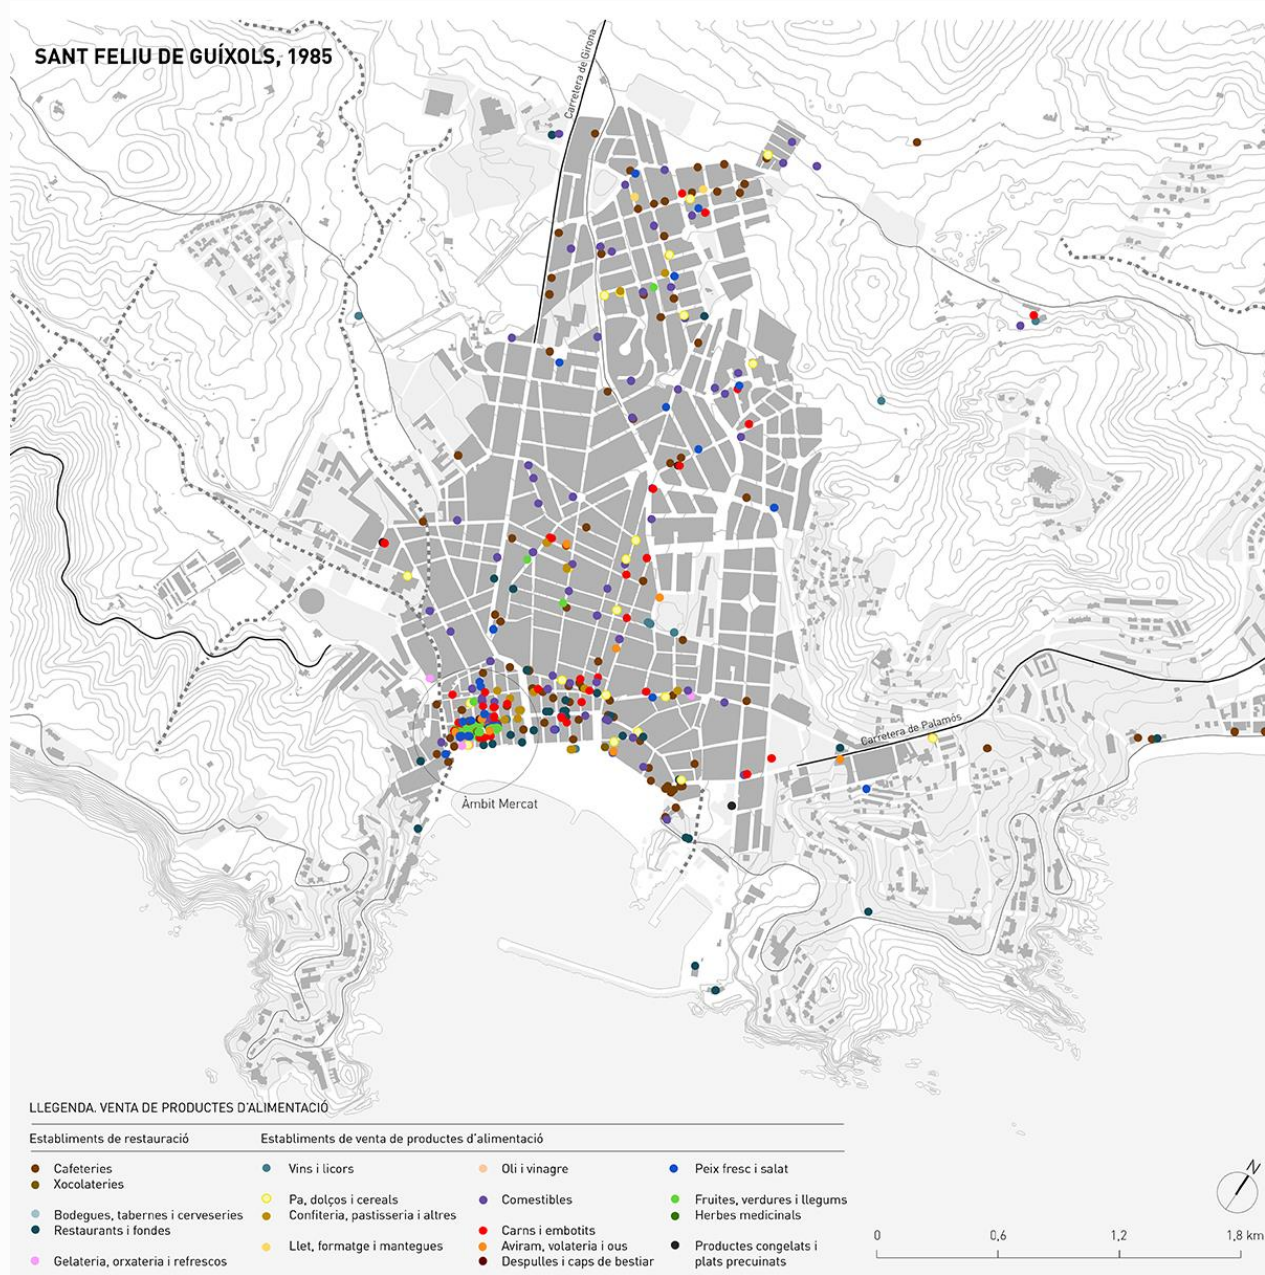 SANT FELIU DE GUÍXOLS, 1985
Carretera de Girona
Carretera de Palamós
Àmbit Mercat
LLEGENDA. VENTA DE PRODUCTES D'ALIMENTACIÓ
Establiments de restauració
Cafeteries
Xocolateries
Bodegues, tabernes i cerveseries
Restaurants i fondes
Gelateria, orxateria i refrescos
Establiments de venta de productes d'alimentació
Vins i licors
Pa, dolços i cereals
Confiteria, pastisseria i altres
Llet, formatge i mantegues
Oli i vinagre
Comestibles
Carns i embotits
Aviram, volateria i ous
Despulles i caps de bestiar
Peix fresc i salat
Fruites, verdures i llegums
Herbes medicinals
Productes congelats i
plats precuinats
N
0 0,6 1,2 1,8 km